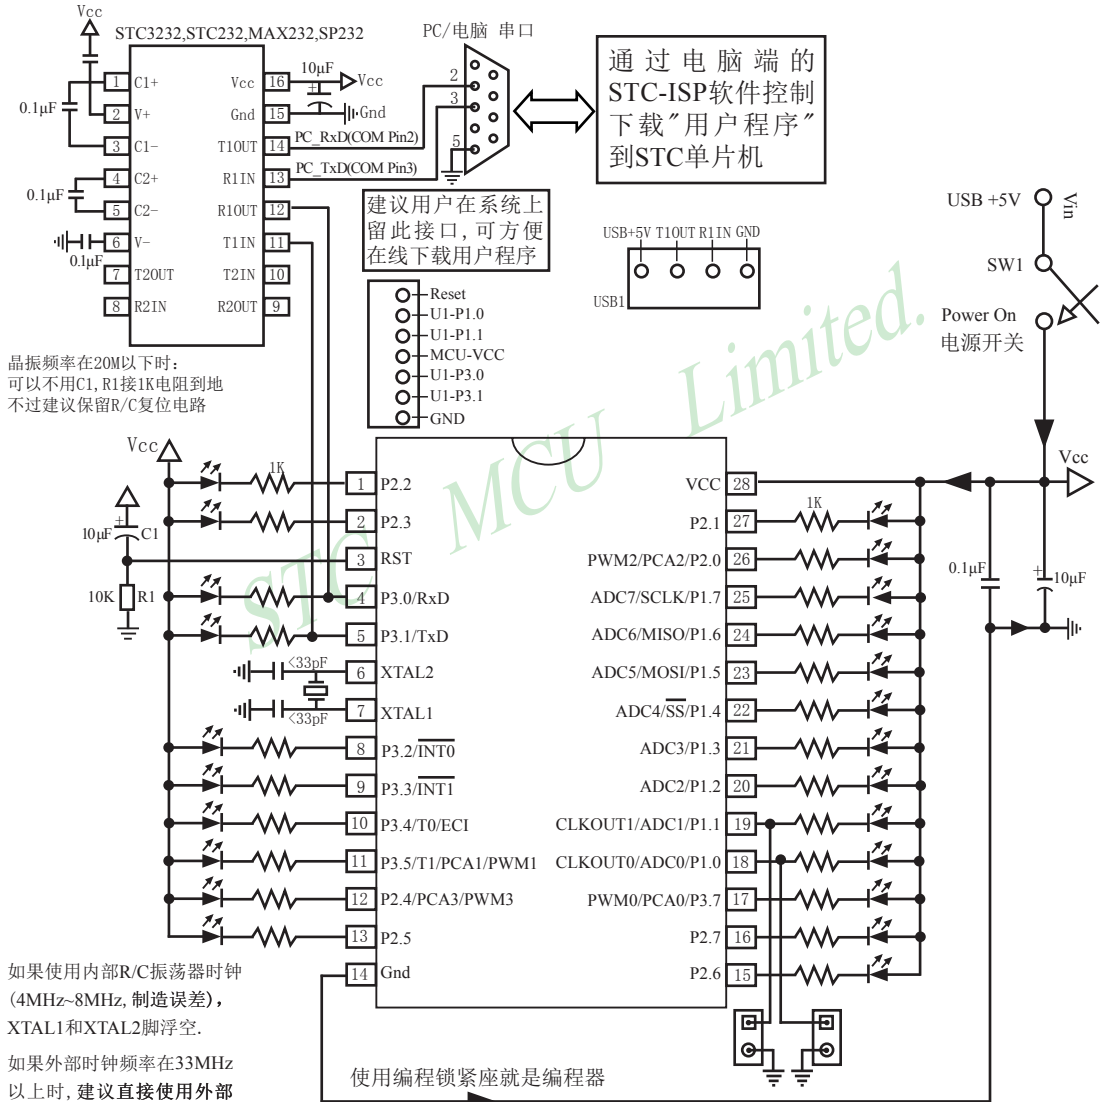 Vcc
STC3232,STC232,MAX232,SP232
PC/电脑 串口
1 C1+ Vcc 16
10μF
+
Vcc
0.1μF
2 V+ Gnd 15
Gnd
3 C1- T1OUT 14
PC_RxD(COM Pin2)
4 C2+ R1IN 13
PC_TxD(COM Pin3)
0.1μF
5 C2- R1OUT 12
6 V- T1IN 11
0.1μF
7 T2OUT T2IN 10
8 R2IN R2OUT 9
2
3
5
通过电脑端的
STC-ISP软件控制
下载"用户程序"
到STC单片机
建议用户在系统上
留此接口,可方便
在线下载用户程序
USB+5V T1OUT R1IN GND
USB1
USB +5V
Vin
SW1
Power On
电源开关
Reset
U1-P1.0
U1-P1.1
MCU-VCC
U1-P3.0
U1-P3.1
GND
晶振频率在20M以下时:
可以不用C1,R1接1K电阻到地
不过建议保留R/C复位电路
STC MCU Limited.
Vcc
1K
1 P2.2
2 P2.3
+
10μF
C1
3 RST
10K
R1
4 P3.0/RxD
5 P3.1/TxD
<33pF
6 XTAL2
7 XTAL1
<33pF
8 P3.2/INT0
9 P3.3/INT1
10 P3.4/T0/ECI
11 P3.5/T1/PCA1/PWM1
12 P2.4/PCA3/PWM3
13 P2.5
14 Gnd
VCC 28
Vcc
P2.1 27
1K
PWM2/PCA2/P2.0 26
ADC7/SCLK/P1.7 25
ADC6/MISO/P1.6 24
ADC5/MOSI/P1.5 23
ADC4/SS/P1.4 22
ADC3/P1.3 21
ADC2/P1.2 20
CLKOUT1/ADC1/P1.1 19
CLKOUT0/ADC0/P1.0 18
PWM0/PCA0/P3.7 17
P2.7 16
P2.6 15
0.1μF
+
10μF
如果使用内部R/C振荡器时钟
(4MHz~8MHz,制造误差),
XTAL1和XTAL2脚浮空.
如果外部时钟频率在33MHz
以上时,建议直接使用外部
使用编程锁紧座就是编程器